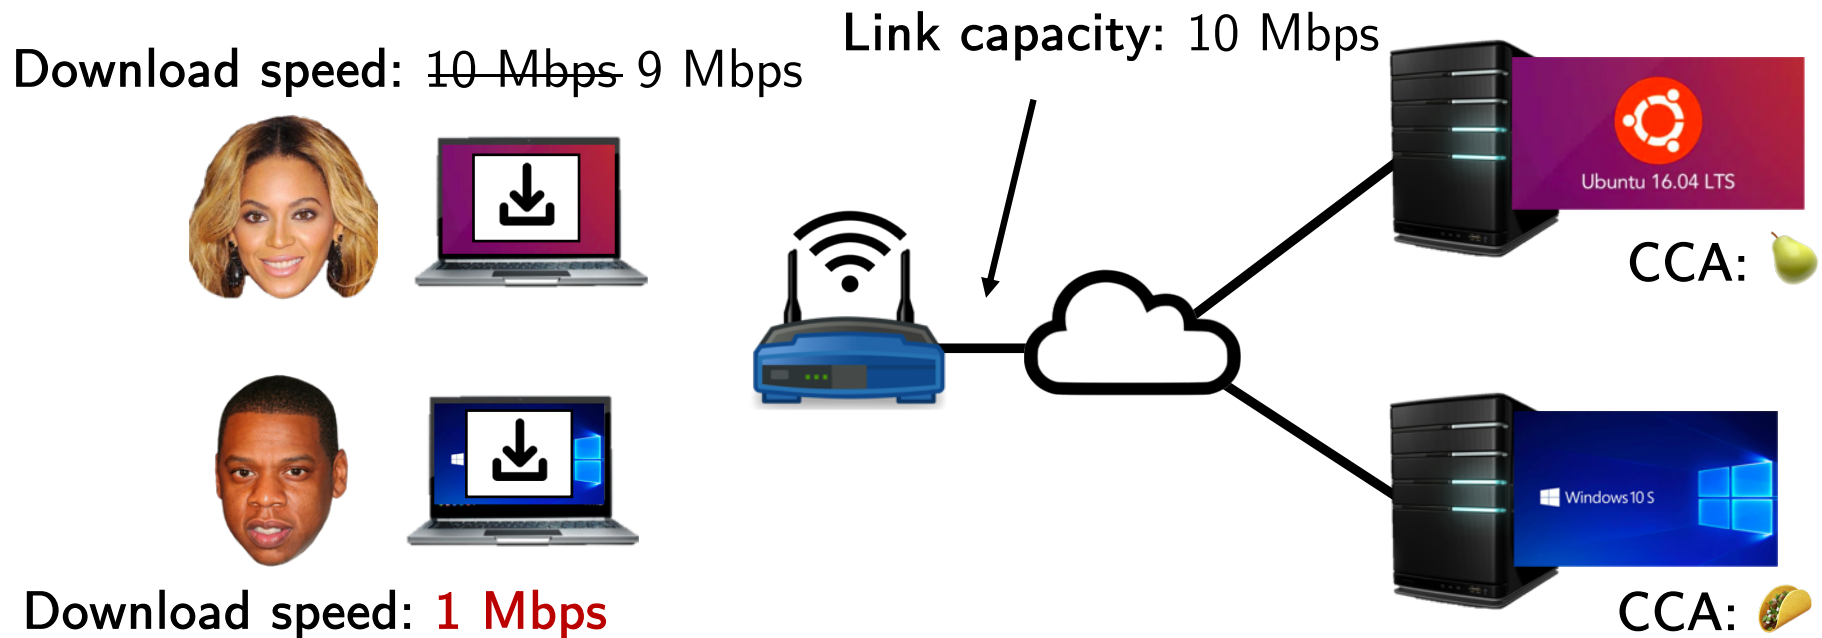 Link capacity: 10 Mbps
Download speed: 10 Mbps 9 Mbps
Ubuntu 16.04 LTS
CCA:
Windows 10 S
Download speed: 1 Mbps
CCA: